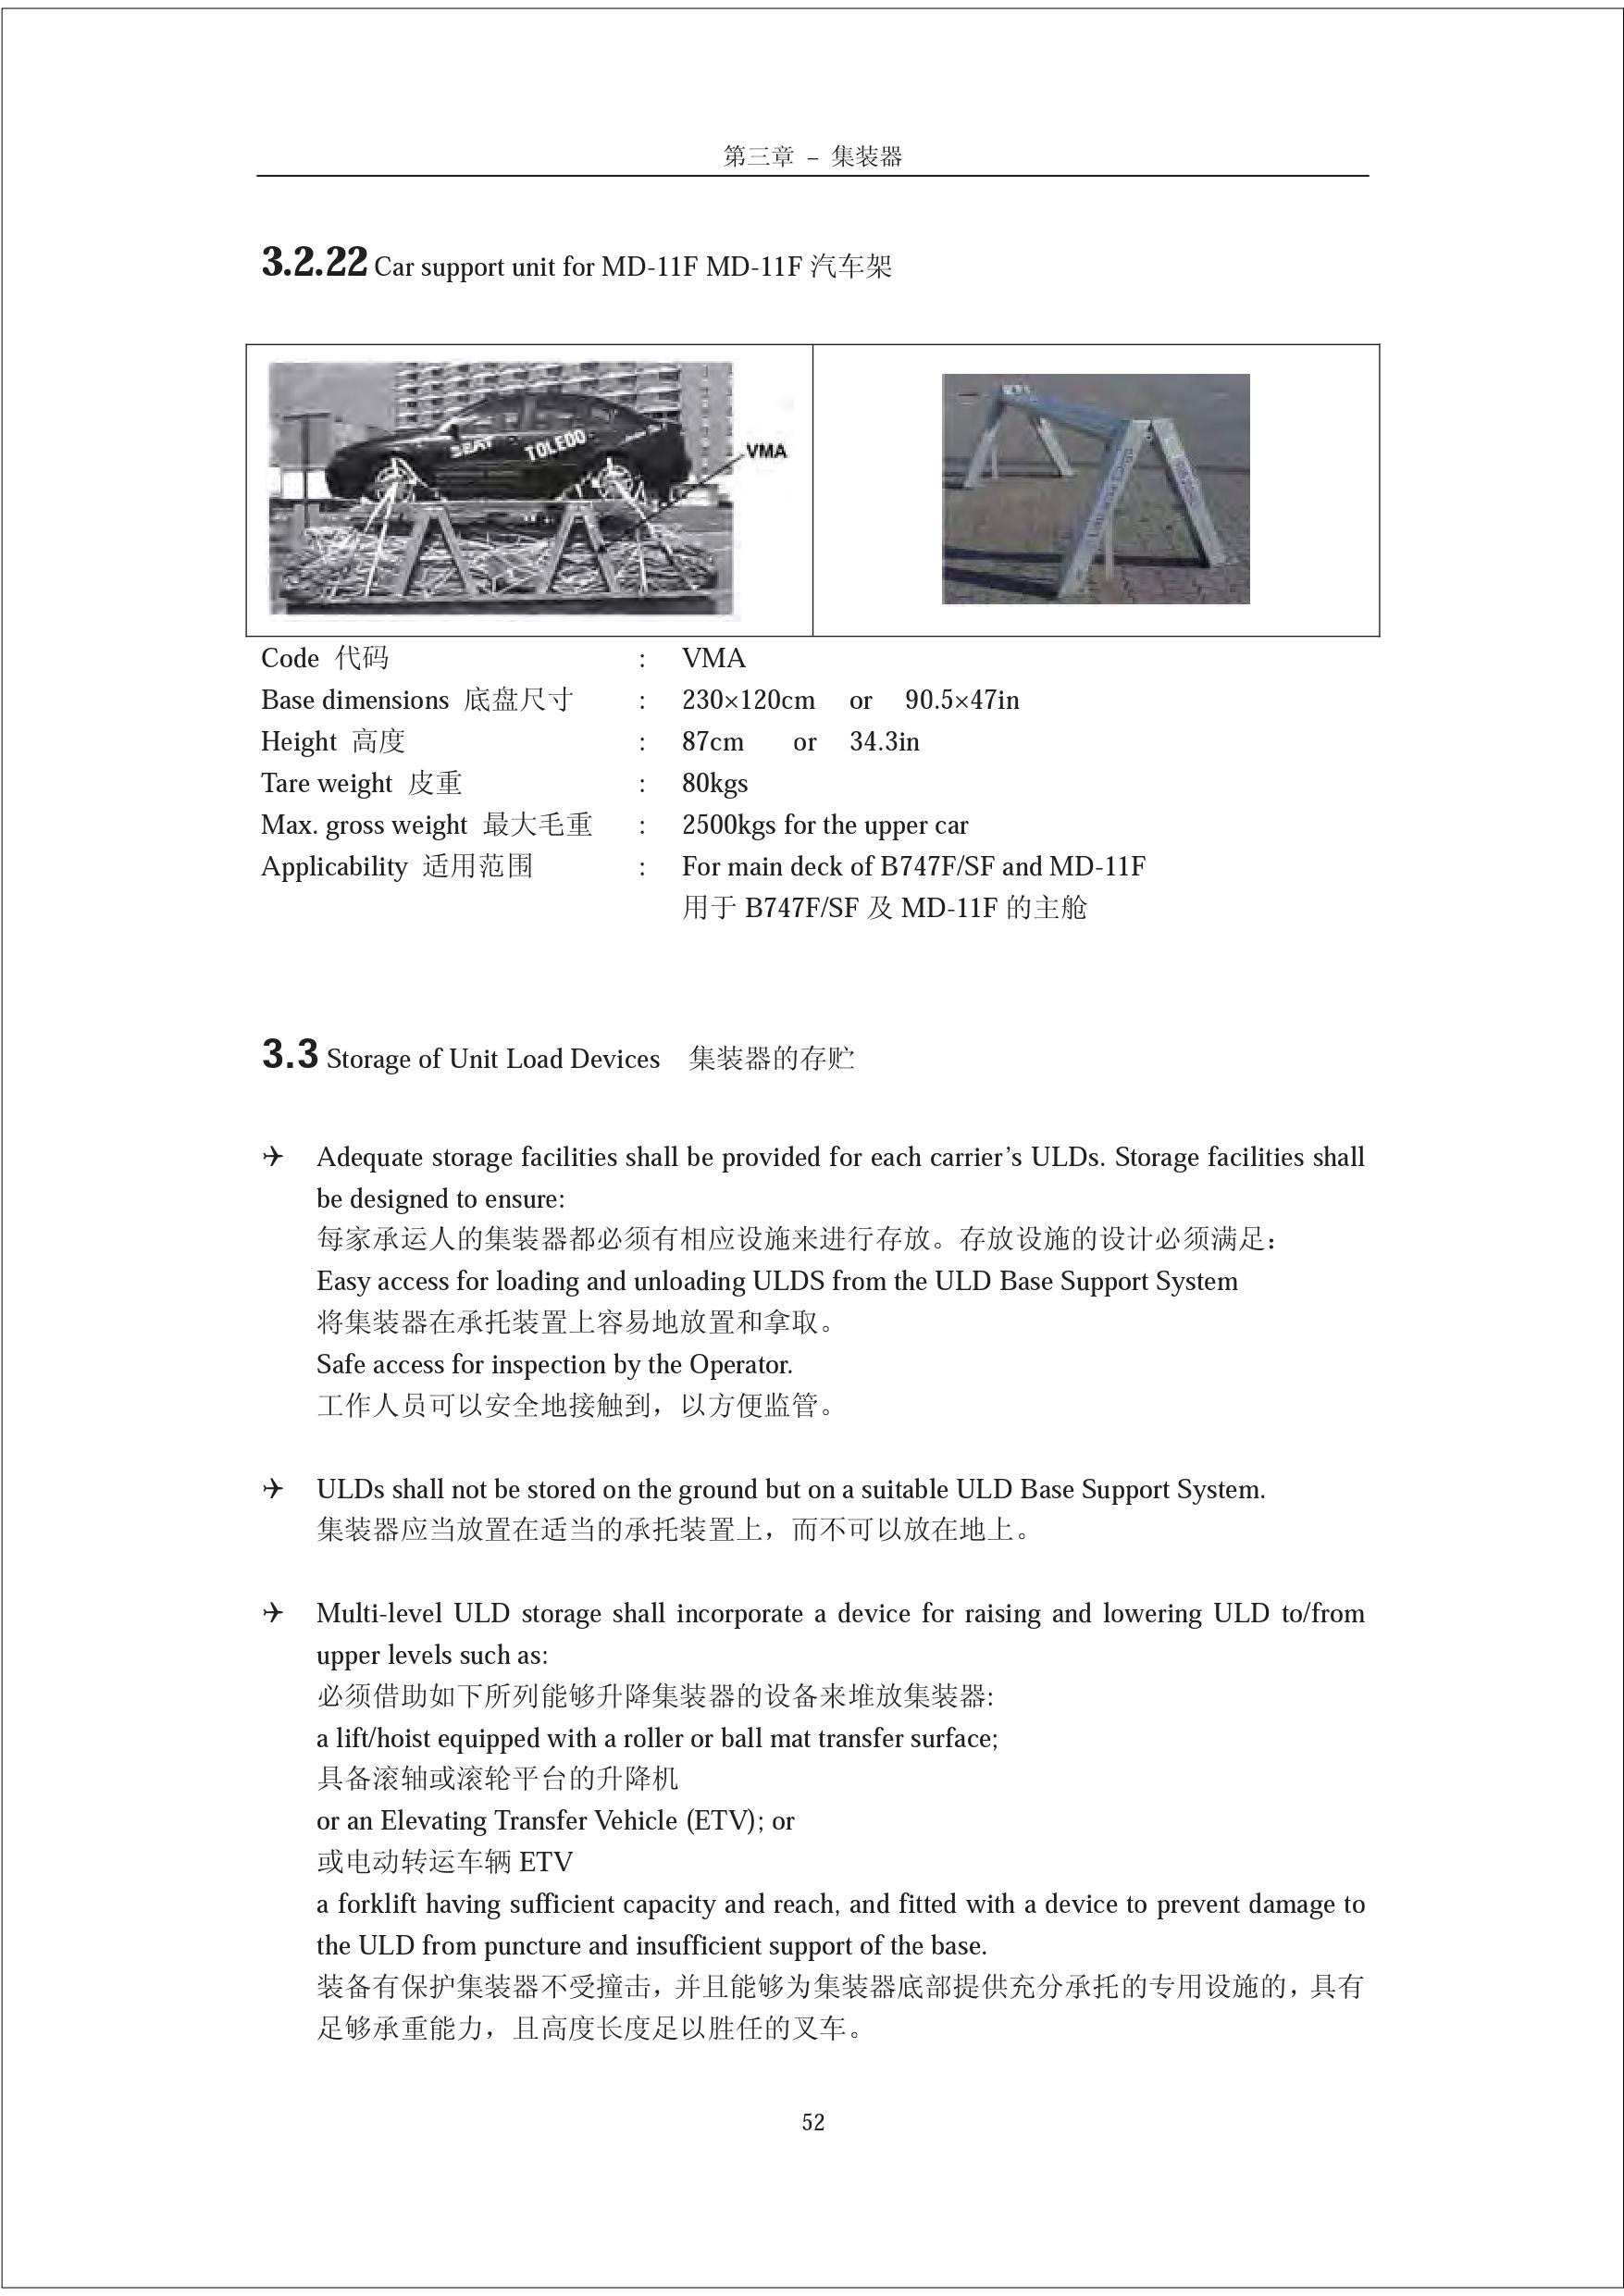 第三章 – 集装器
3.2.22 Car support unit for MD-11F MD-11F 汽车架
SEAT TOLEDO
VMA
Code 代码 : VMA
Base dimensions 底盘尺寸 : 230×120cm or 90.5×47in
Height 高度 : 87cm or 34.3in
Tare weight 皮重 : 80kgs
Max. gross weight 最大毛重 : 2500kgs for the upper car
Applicability 适用范围 : For main deck of B747F/SF and MD-11F
用于 B747F/SF 及 MD-11F 的主舱
3.3 Storage of Unit Load Devices 集装器的存贮
✈ Adequate storage facilities shall be provided for each carrier’s ULDs. Storage facilities shall
be designed to ensure:
每家承运人的集装器都必须有相应设施来进行存放。存放设施的设计必须满足：
Easy access for loading and unloading ULDS from the ULD Base Support System
将集装器在承托装置上容易地放置和拿取。
Safe access for inspection by the Operator.
工作人员可以安全地接触到，以方便监管。
✈ ULDs shall not be stored on the ground but on a suitable ULD Base Support System.
集装器应当放置在适当的承托装置上，而不可以放在地上。
✈ Multi-level ULD storage shall incorporate a device for raising and lowering ULD to/from
upper levels such as:
必须借助如下所列能够升降集装器的设备来堆放集装器:
a lift/hoist equipped with a roller or ball mat transfer surface;
具备滚轴或滚轮平台的升降机
or an Elevating Transfer Vehicle (ETV); or
或电动转运车辆 ETV
a forklift having sufficient capacity and reach, and fitted with a device to prevent damage to
the ULD from puncture and insufficient support of the base.
装备有保护集装器不受撞击，并且能够为集装器底部提供充分承托的专用设施的，具有
足够承重能力，且高度长度足以胜任的叉车。
52